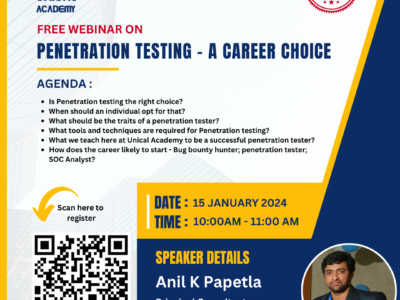 ACADEMY
FREE WEBINAR ON
PENETRATION TESTING - A CAREER CHOICE
AGENDA :
• Is Penetration testing the right choice?
• When should an individual opt for that?
• What should be the traits of a penetration tester?
• What tools and techniques are required for Penetration testing?
• What we teach here at Unical Academy to be a successful penetration tester?
• How does the career likely to start - Bug bounty hunter; penetration tester;
SOC Analyst?
Scan here to
register
DATE : 15 JANUARY 2024
TIME : 10:00AM - 11:00 AM
SPEAKER DETAILS
Anil K Papetla